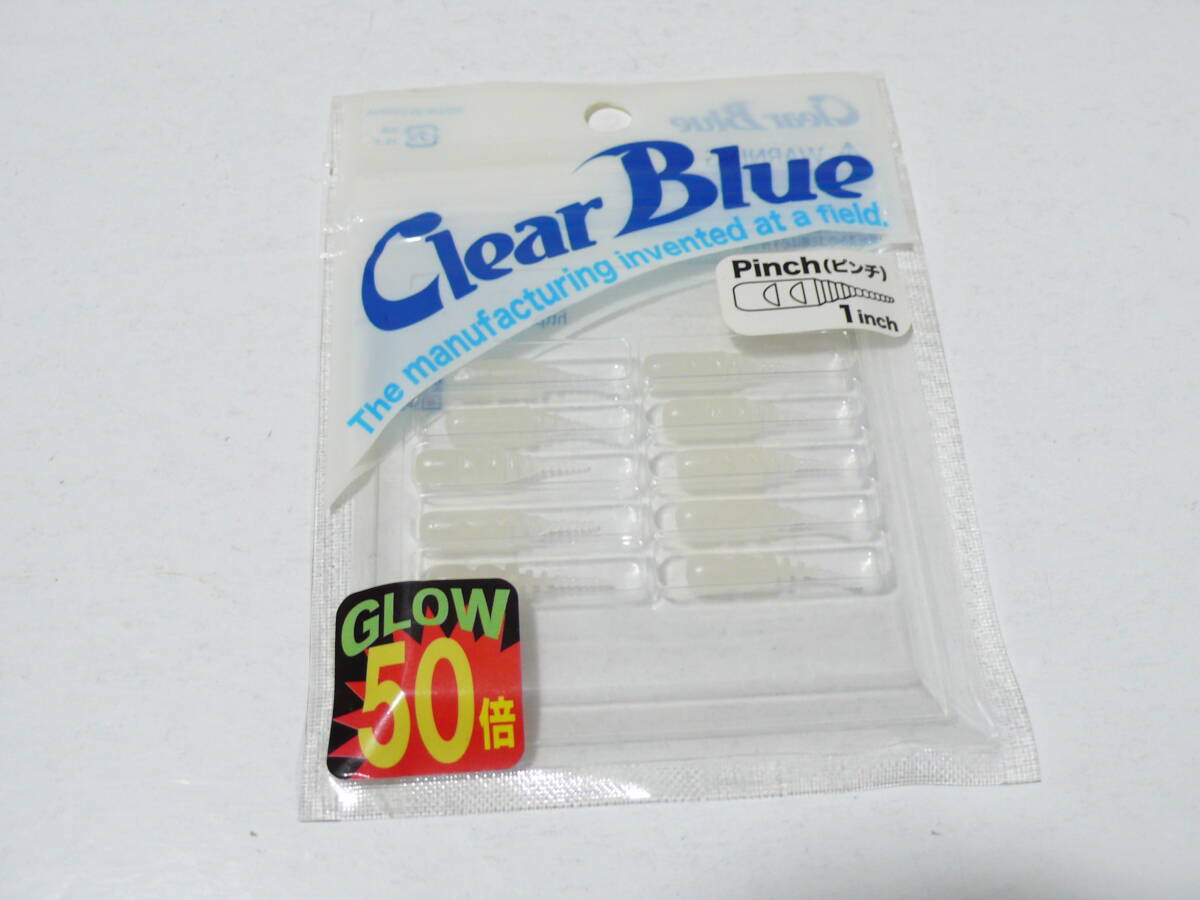 Clear Blue
The manufacturing invented at a field.
Pinch(ピンチ)
1 inch
GLOW
50倍